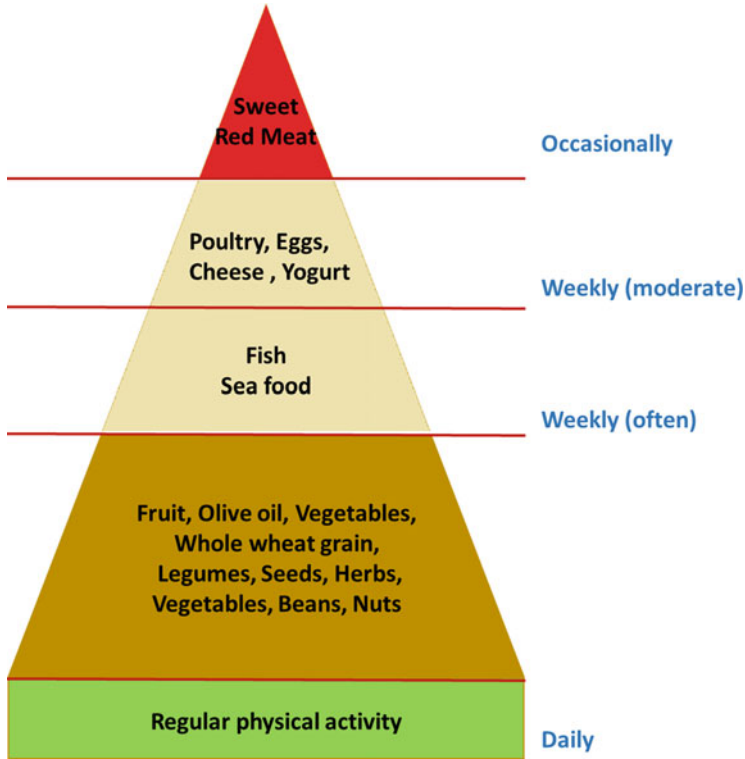 Sweet
Red Meat
Occasionally
Poultry, Eggs,
Cheese , Yogurt
Weekly (moderate)
Fish
Sea food
Weekly (often)
Fruit, Olive oil, Vegetables,
Whole wheat grain,
Legumes, Seeds, Herbs,
Vegetables, Beans, Nuts
Regular physical activity
Daily